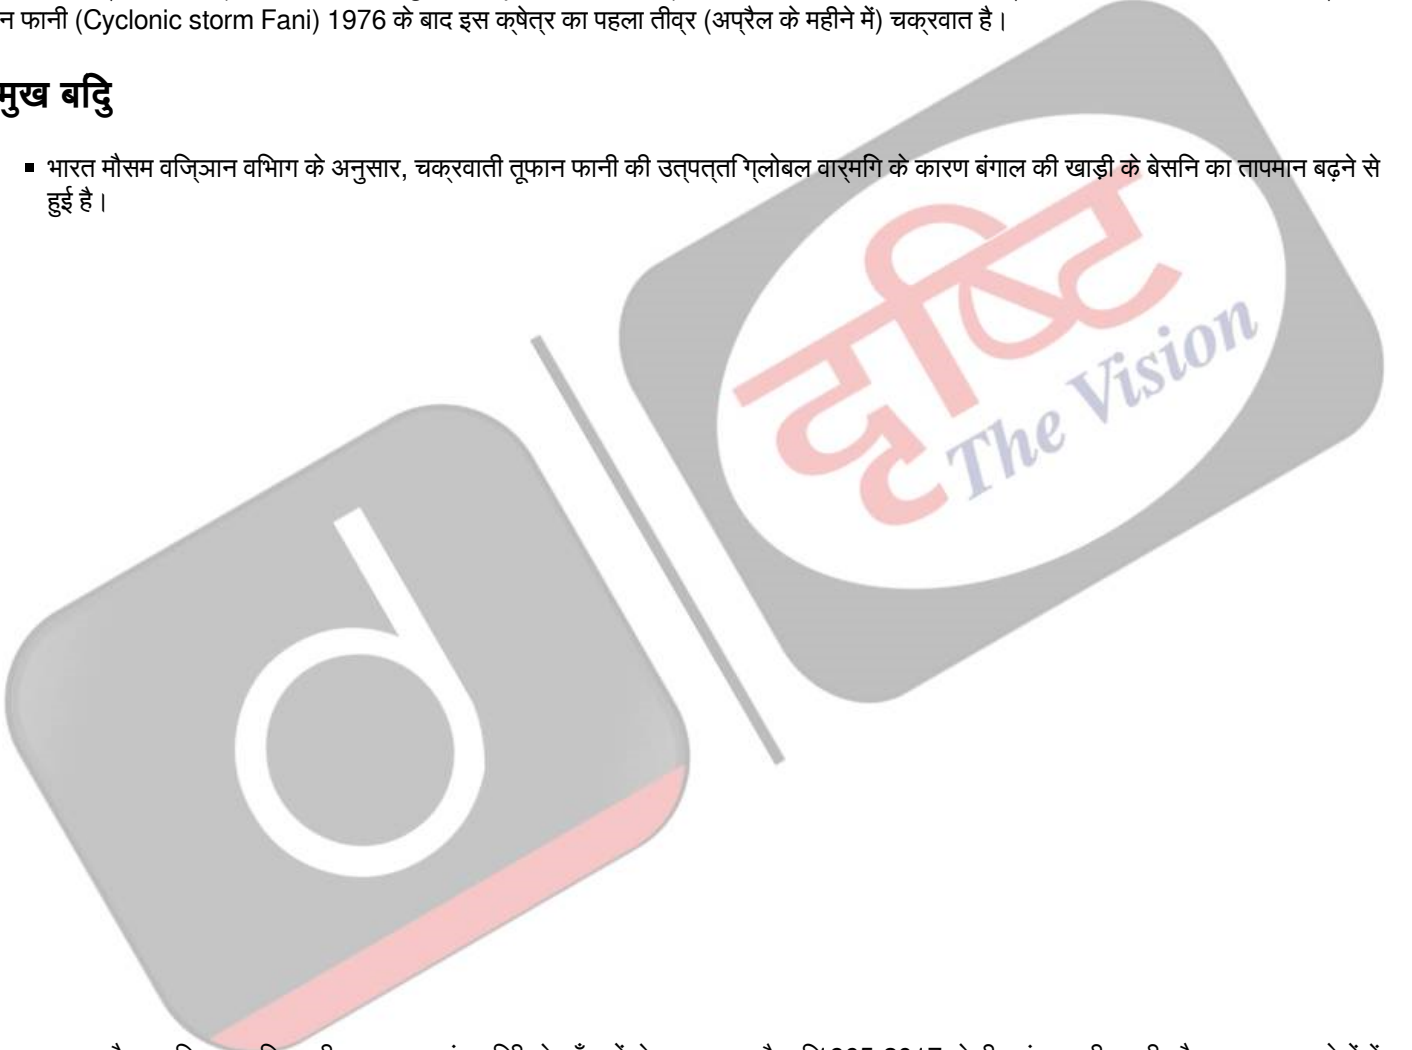 न फानी (Cyclonic storm Fani) 1976 के बाद इस क्षेत्र का पहला तीव्र (अप्रैल के महीने में) चक्रवात है।
मुख बिंदु
▪ भारत मौसम विज्ञान विभाग के अनुसार, चक्रवाती तूफान फानी की उत्पत्ति ग्लोबल वार्मिंग के कारण बंगाल की खाड़ी के बेसिन का तापमान बढ़ने से
हुई है।
दृष्टि
The Vision
d